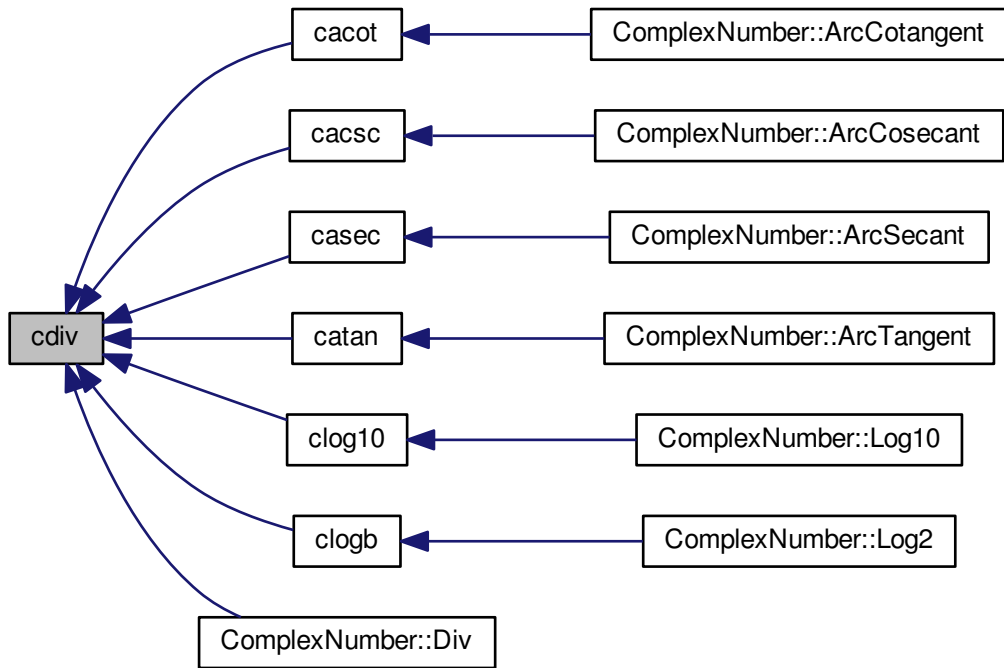 cacot
ComplexNumber::ArcCotangent
cacsc
ComplexNumber::ArcCosecant
casec
ComplexNumber::ArcSecant
cdiv
catan
ComplexNumber::ArcTangent
clog10
ComplexNumber::Log10
clogb
ComplexNumber::Log2
ComplexNumber::Div